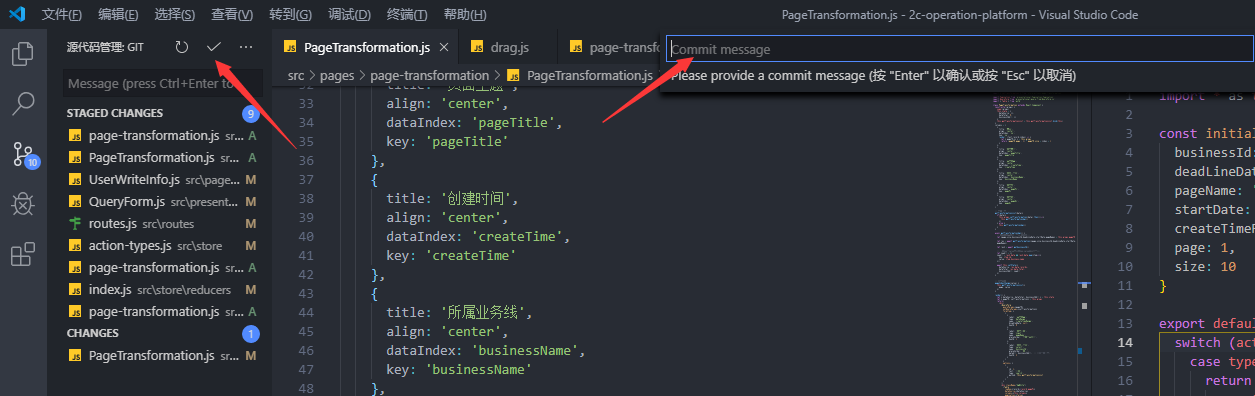 文件(F) 编辑(E) 选择(S) 查看(V) 转到(G) 调试(D) 终端(T) 帮助(H) PageTransformation.js - 2c-operation-platform - Visual Studio Code
源代码管理: GIT
Message (press Ctrl+Enter to
STAGED CHANGES 9
page-transformation.js sr... A
PageTransformation.js sr... A
UserWriteInfo.js src\page... M
QueryForm.js src\present... M
routes.js src\routes M
action-types.js src\store M
page-transformation.js sr... A
index.js src\store\reducers M
page-transformation.js sr... A
CHANGES 1
PageTransformation.js sr... M
10
PageTransformation.js drag.js page-transfo
src > pages > page-transformation > PageTransformation.js
Commit message
Please provide a commit message (按 "Enter" 以确认或按 "Esc" 以取消)
33 align: 'center',
34 dataIndex: 'pageTitle',
35 key: 'pageTitle'
36 },
37 {
38 title: '创建时间',
39 align: 'center',
40 dataIndex: 'createTime',
41 key: 'createTime'
42 },
43 {
44 title: '所属业务线',
45 align: 'center',
46 dataIndex: 'businessName',
47 key: 'businessName'
48 },
1 import * as
2
3 const initial
4 businessId:
5 deadLineDat
6 pageName:
7 startDate:
8 createTime
9 page: 1,
10 size: 10
11 }
12
13 export defau
14 switch (act
15 case type
16 return